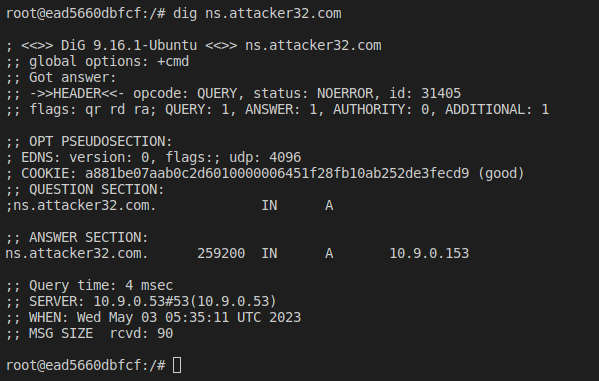 root@ead5660dbfcf:/# dig ns.attacker32.com
; <<>> DiG 9.16.1-Ubuntu <<>> ns.attacker32.com
;; global options: +cmd
;; Got answer:
;; ->>HEADER<<- opcode: QUERY, status: NOERROR, id: 31405
;; flags: qr rd ra; QUERY: 1, ANSWER: 1, AUTHORITY: 0, ADDITIONAL: 1
;; OPT PSEUDOSECTION:
; EDNS: version: 0, flags:; udp: 4096
; COOKIE: a881be07aab0c2d6010000006451f28fb10ab252de3fecd9 (good)
;; QUESTION SECTION:
;ns.attacker32.com. IN A
;; ANSWER SECTION:
ns.attacker32.com. 259200 IN A 10.9.0.153
;; Query time: 4 msec
;; SERVER: 10.9.0.53#53(10.9.0.53)
;; WHEN: Wed May 03 05:35:11 UTC 2023
;; MSG SIZE rcvd: 90
root@ead5660dbfcf:/#